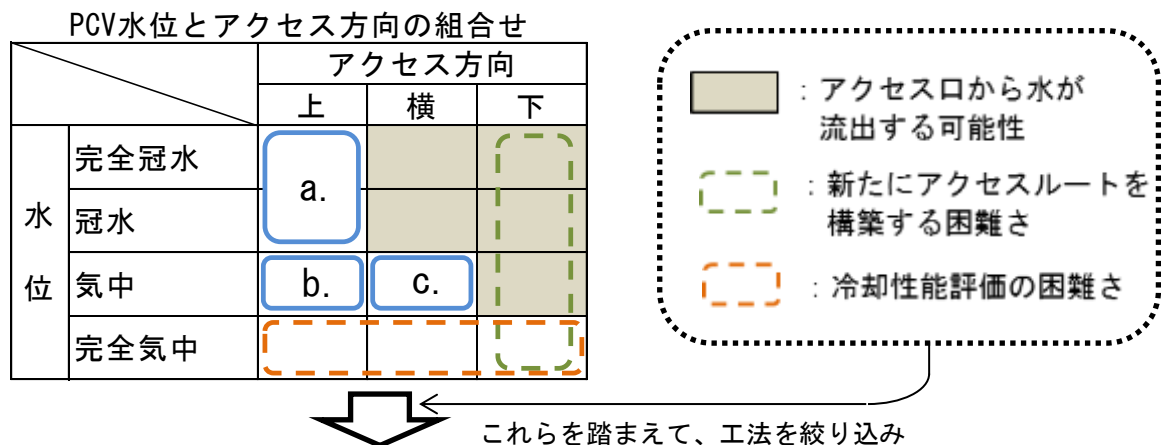 PCV水位とアクセス方向の組合せ
アクセス方向
上 横 下
水位
完全冠水
冠水
気中
完全気中
a.
b. c.
：アクセス口から水が
流出する可能性
：新たにアクセスルートを
構築する困難さ
：冷却性能評価の困難さ
これらを踏まえて、工法を絞り込み